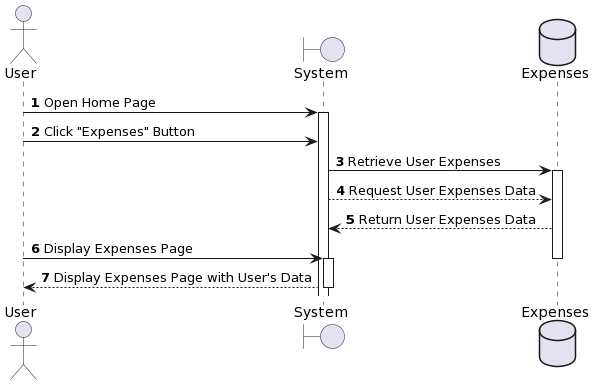 User
System
Expenses
1 Open Home Page
2 Click "Expenses" Button
3 Retrieve User Expenses
4 Request User Expenses Data
5 Return User Expenses Data
6 Display Expenses Page
7 Display Expenses Page with User's Data
User
System
Expenses